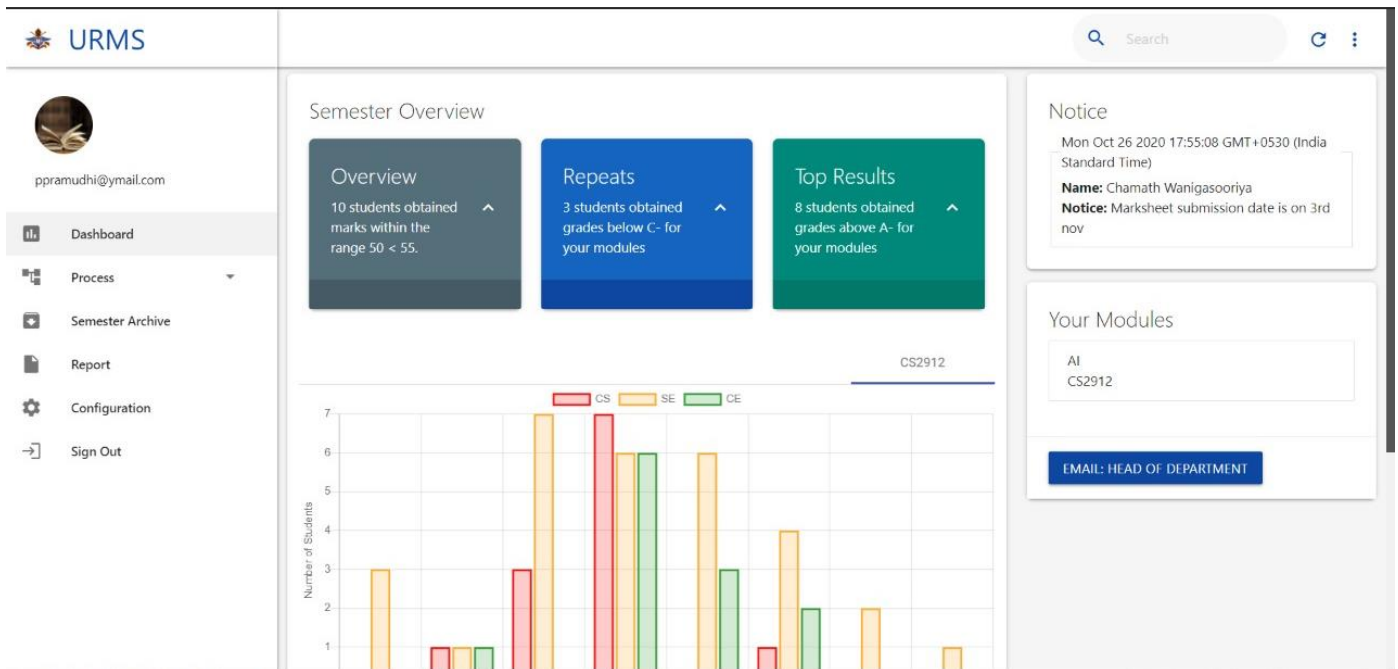 URMS
Search
ppramudhi@ymail.com
Dashboard
Process
Semester Archive
Report
Configuration
Sign Out
Semester Overview
Overview
10 students obtained
marks within the
range 50 < 55.
Repeats
3 students obtained
grades below C- for
your modules
Top Results
8 students obtained
grades above A- for
your modules
CS2912
CS SE CE
Number of Students
7
6
5
4
3
2
1
Notice
Mon Oct 26 2020 17:55:08 GMT+0530 (India
Standard Time)
Name: Chamath Wanigasooriya
Notice: Marksheet submission date is on 3rd
nov
Your Modules
AI
CS2912
EMAIL: HEAD OF DEPARTMENT